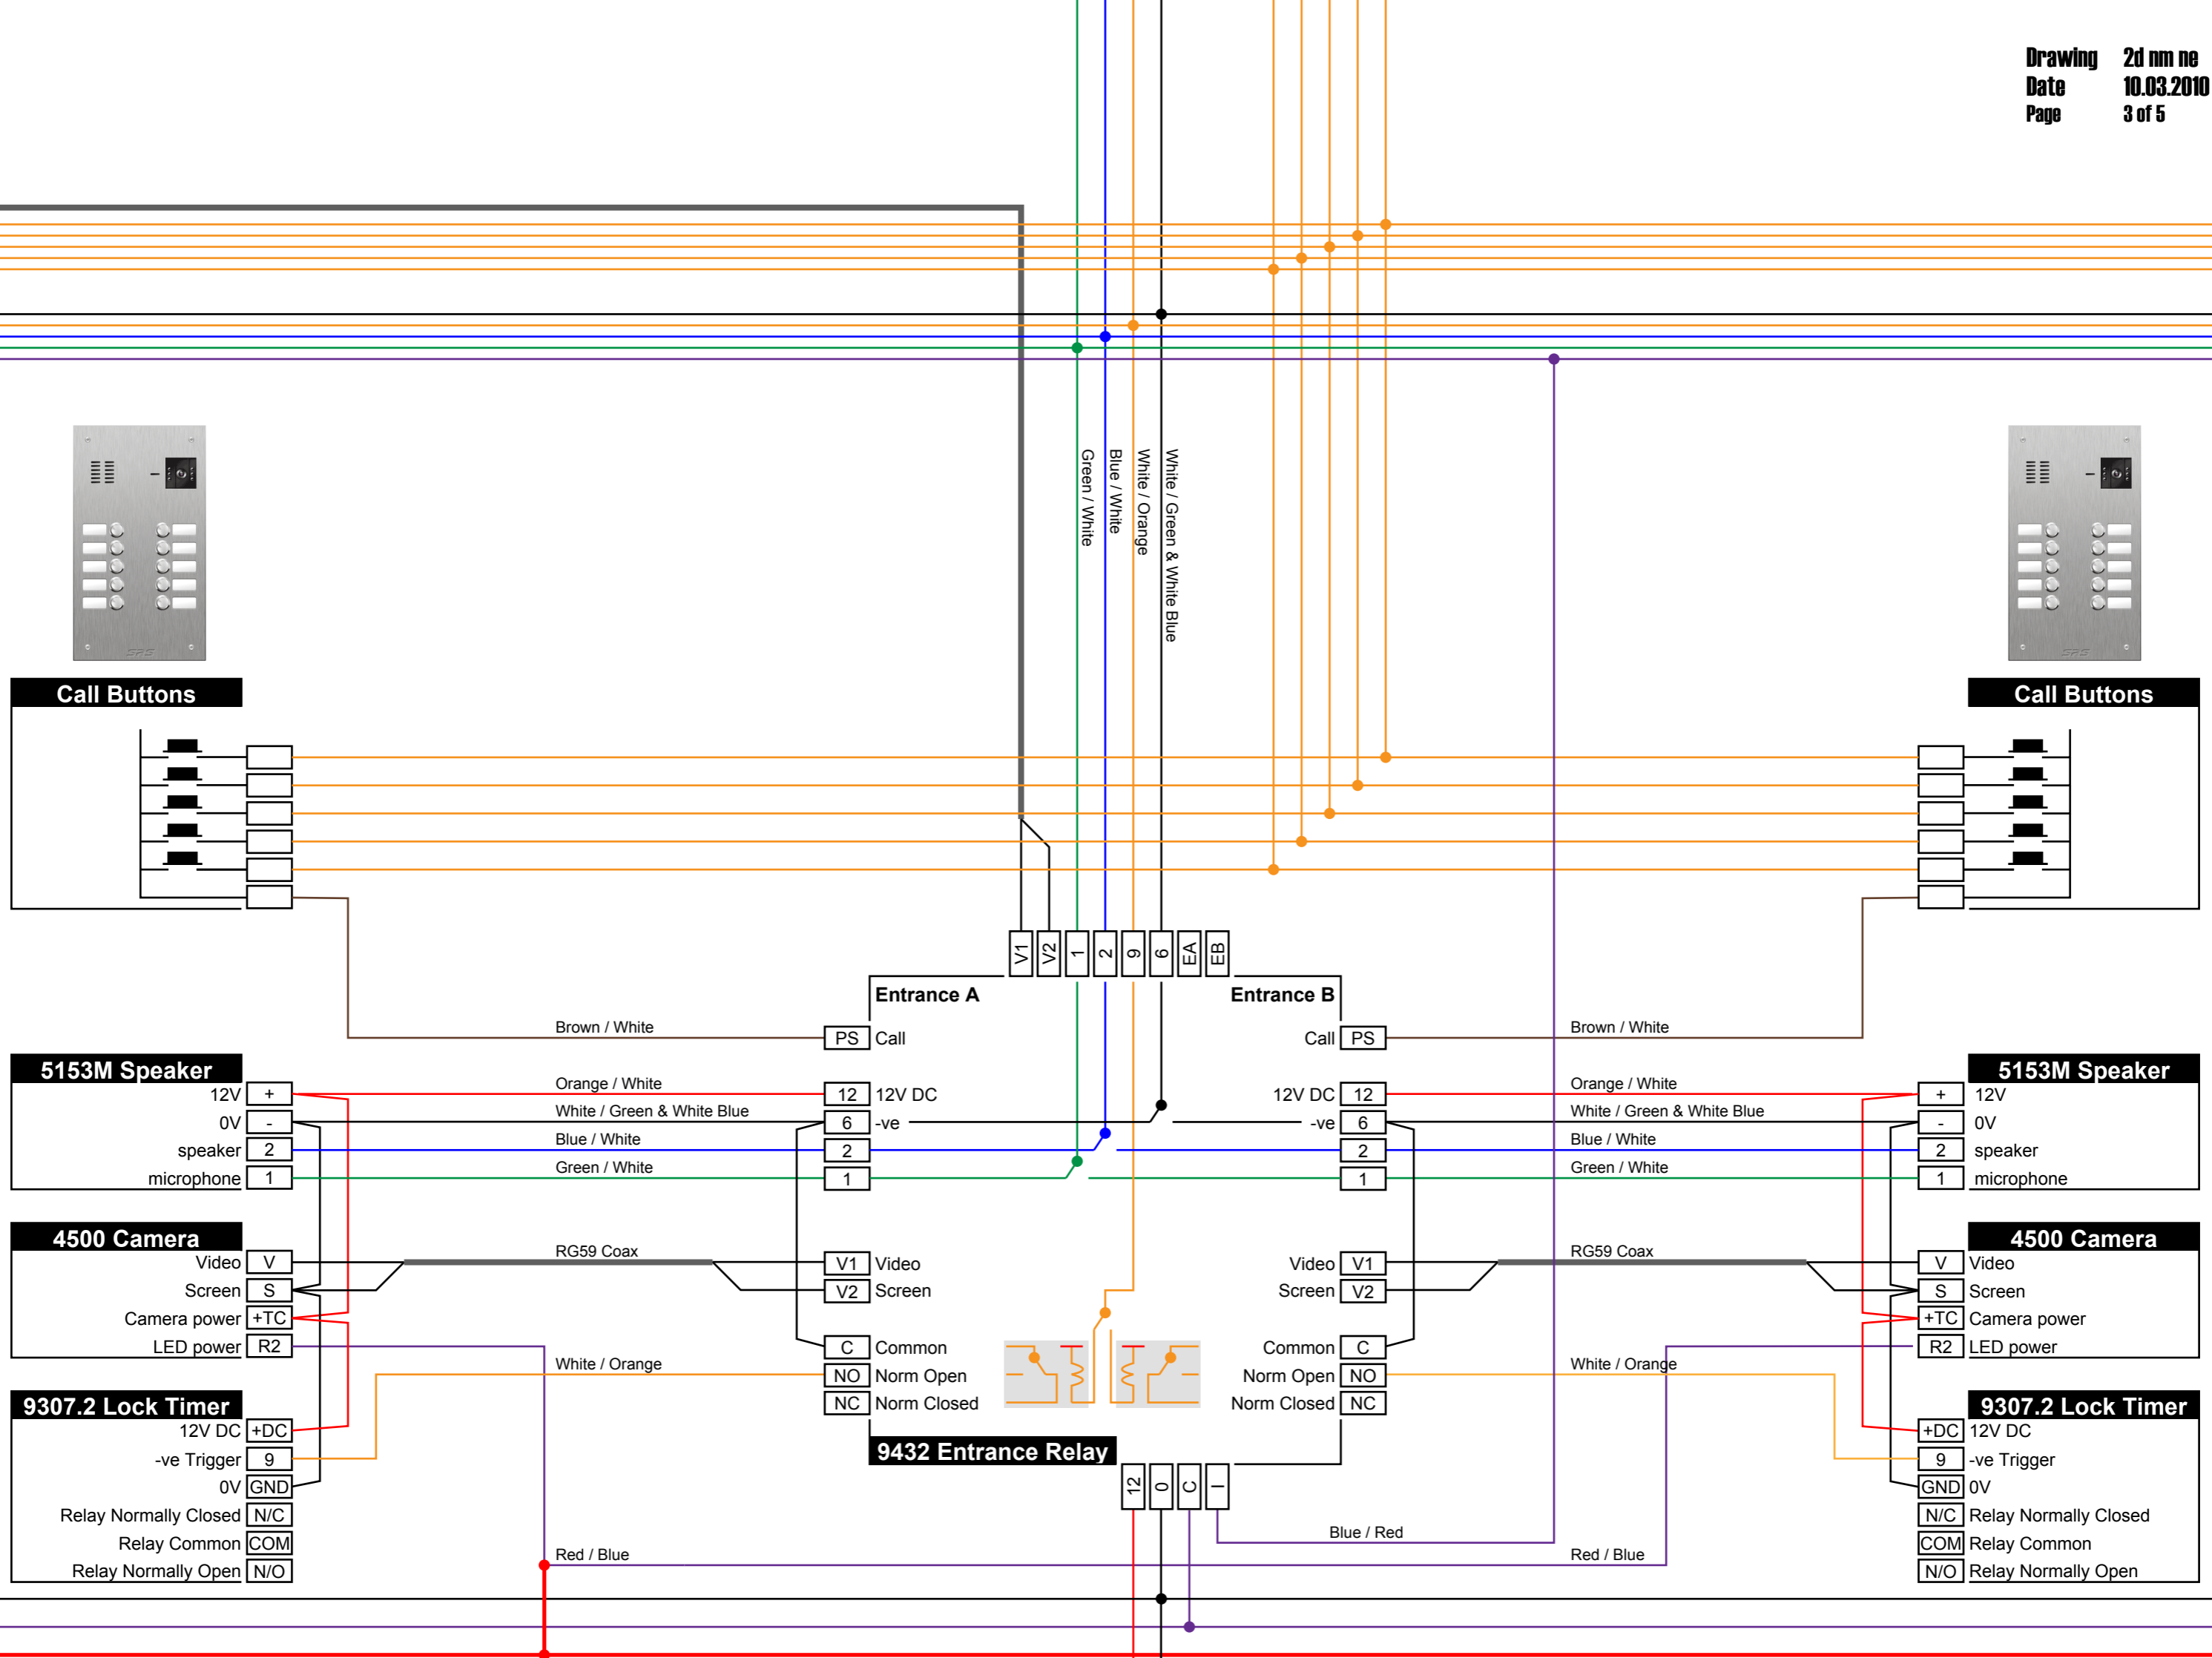 Drawing 2d nm ne
Date 10.03.2010
Page 3 of 5
Green / White
Blue / White
White / Orange
White / Green & White Blue
SRS
SRS
Call Buttons
Call Buttons
V1 V2 1 2 9 6 EA EB
Entrance A
Entrance B
Brown / White
PS Call
Call PS
Brown / White
5153M Speaker
12V +
0V -
speaker 2
microphone 1
Orange / White
White / Green & White Blue
Blue / White
Green / White
12 12V DC
6 -ve
2
1
12V DC 12
-ve 6
2
1
Orange / White
White / Green & White Blue
Blue / White
Green / White
5153M Speaker
+ 12V
- 0V
2 speaker
1 microphone
4500 Camera
Video V
Screen S
Camera power +TC
LED power R2
RG59 Coax
V1 Video
V2 Screen
Video V1
Screen V2
RG59 Coax
4500 Camera
V Video
S Screen
+TC Camera power
R2 LED power
White / Orange
C Common
NO Norm Open
NC Norm Closed
Common C
Norm Open NO
Norm Closed NC
White / Orange
9307.2 Lock Timer
12V DC +DC
-ve Trigger 9
0V GND
Relay Normally Closed N/C
Relay Common COM
Relay Normally Open N/O
9432 Entrance Relay
12 0 C I
9307.2 Lock Timer
+DC 12V DC
9 -ve Trigger
GND 0V
N/C Relay Normally Closed
COM Relay Common
N/O Relay Normally Open
Blue / Red
Red / Blue
Red / Blue